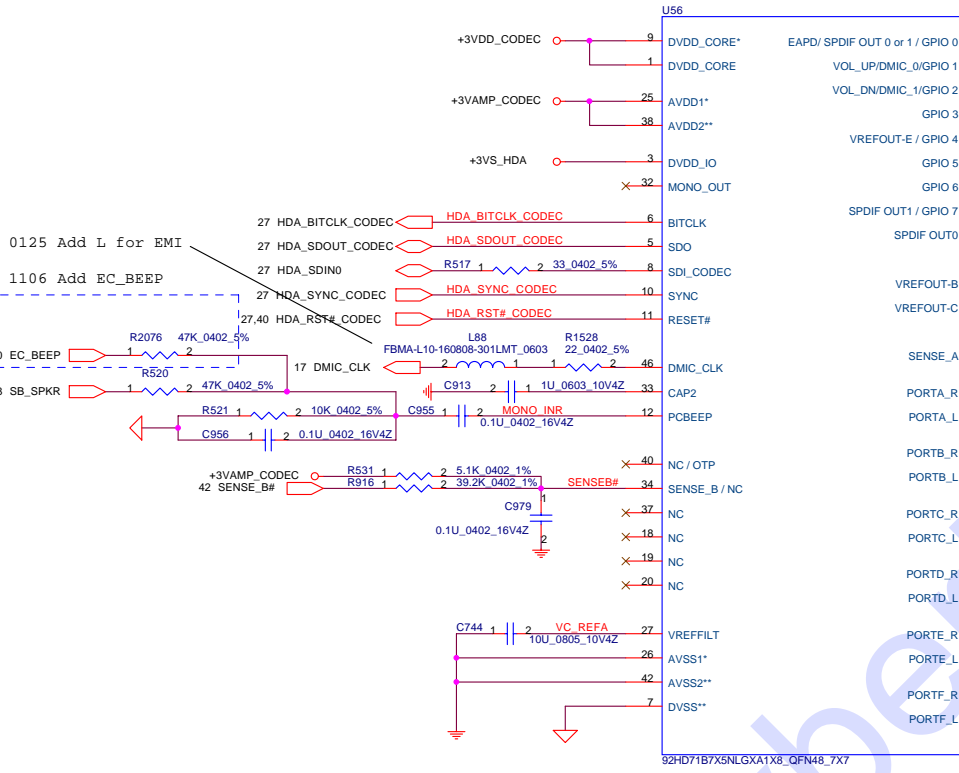 U56
+3VDD_CODEC
9 DVDD_CORE* EAPD/ SPDIF OUT 0 or 1 / GPIO 0
1 DVDD_CORE VOL_UP/DMIC_0/GPIO 1
VOL_DN/DMIC_1/GPIO 2
+3VAMP_CODEC 25 AVDD1*
GPIO 3
38 AVDD2**
VREFOUT-E / GPIO 4
+3VS_HDA 3 DVDD_IO GPIO 5
32 MONO_OUT GPIO 6
SPDIF OUT1 / GPIO 7
27 HDA_BITCLK_CODEC HDA_BITCLK_CODEC 6 BITCLK
SPDIF OUT0
0125 Add L for EMI
27 HDA_SDOUT_CODEC HDA_SDOUT_CODEC 5 SDO
27 HDA_SDIN0 R517 1 2 33_0402_5% 8 SDI_CODEC
1106 Add EC_BEEP
VREFOUT-B
27 HDA_SYNC_CODEC HDA_SYNC_CODEC 10 SYNC
VREFOUT-C
27,40 HDA_RST#_CODEC HDA_RST#_CODEC 11 RESET#
R2076 47K_0402_5%
L88 R1528
FBMA-L10-160808-301LMT_0603 22_0402_5%
EC_BEEP 1 2
SENSE_A
17 DMIC_CLK 2 1 1 2 46 DMIC_CLK
R520
SB_SPKR 1 2 47K_0402_5%
C913 2 1 1U_0603_10V4Z 33 CAP2 PORTA_R
R521 1 2 10K_0402_5% C955 1 2 MONO_INR 12 PCBEEP PORTA_L
0.1U_0402_16V4Z
C956 1 2 0.1U_0402_16V4Z
PORTB_R
40 NC / OTP
+3VAMP_CODEC R531 1 2 5.1K_0402_1%
PORTB_L
42 SENSE_B# R916 1 2 39.2K_0402_1% SENSEB# 34 SENSE_B / NC
C979 1
37 NC PORTC_R
0.1U_0402_16V4Z
18 NC PORTC_L
2
19 NC
PORTD_R
20 NC
PORTD_L
C744 1 2 VC_REFA 27 VREFFILT PORTE_R
10U_0805_10V4Z
26 AVSS1* PORTE_L
42 AVSS2**
PORTF_R
7 DVSS**
PORTF_L
92HD71B7X5NLGXA1X8_QFN48_7X7